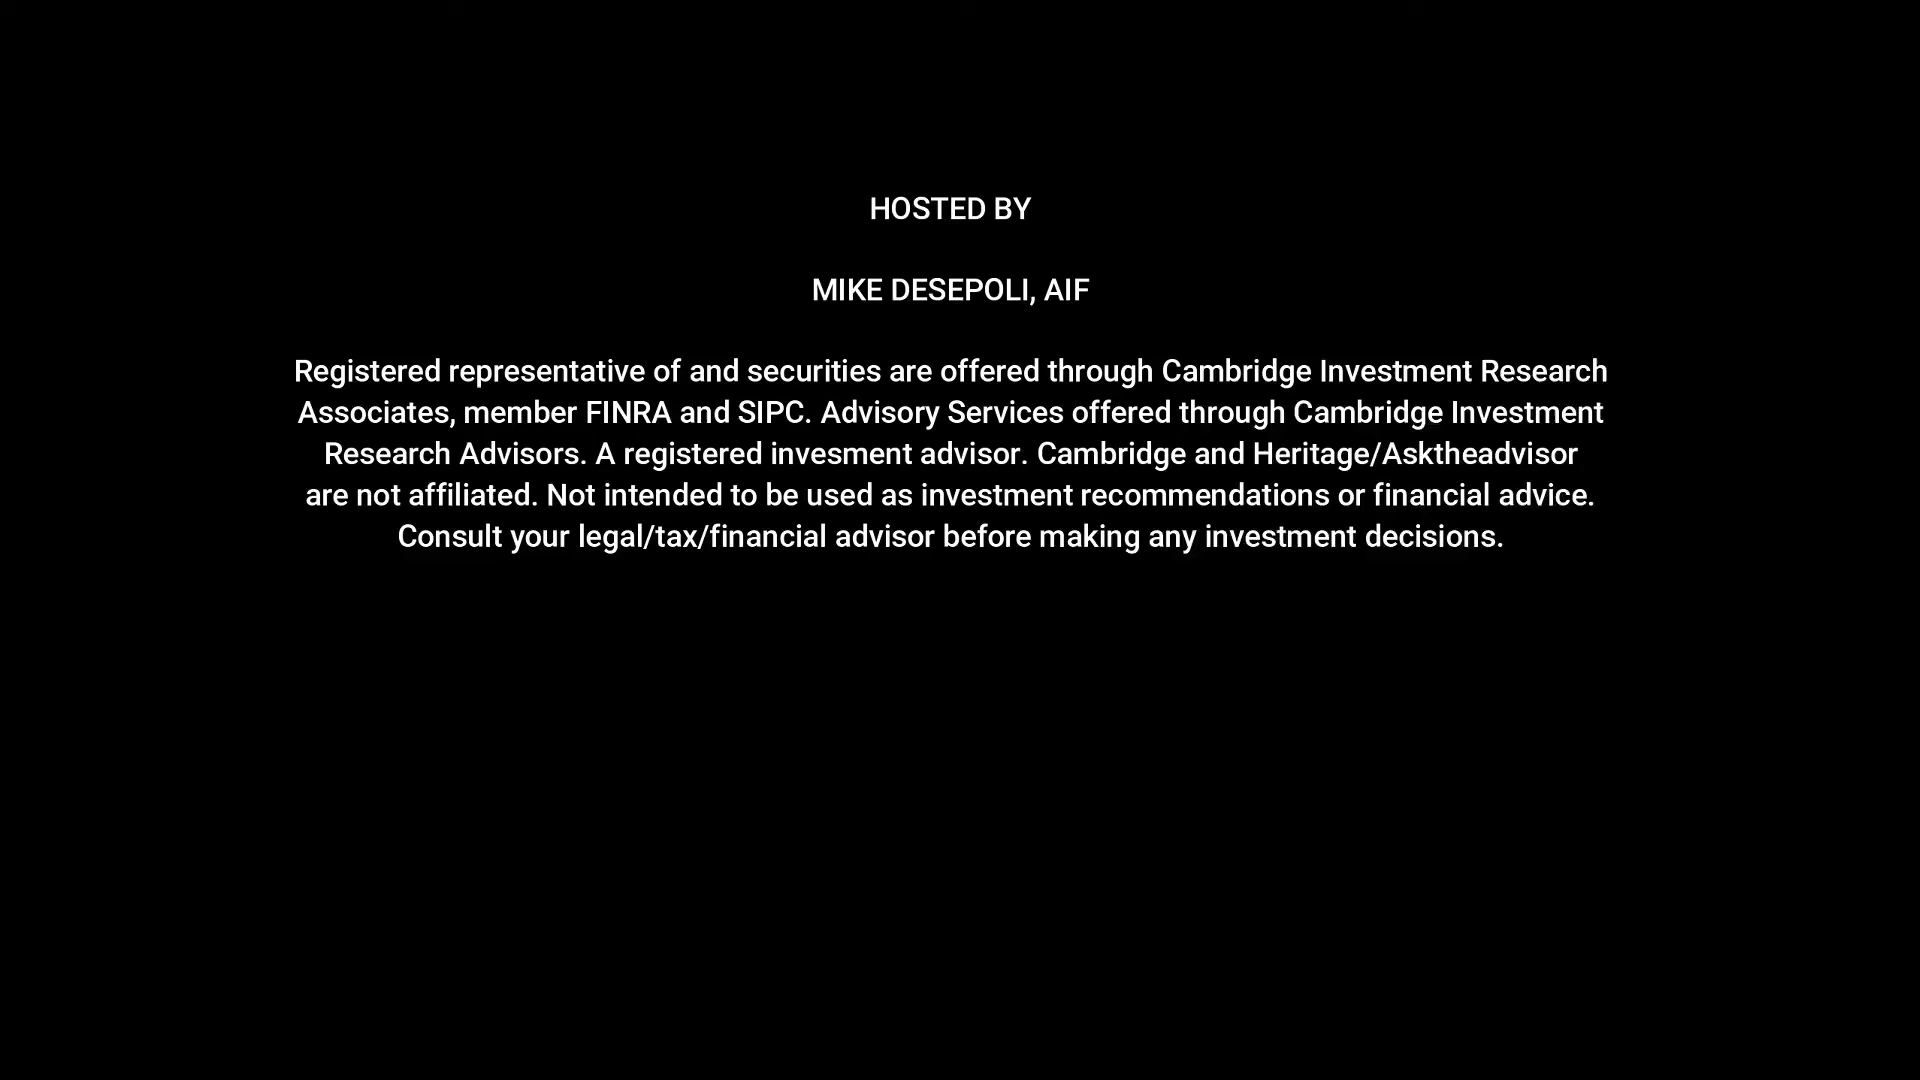 HOSTED BY
MIKE DESEPOLI, AIF
Registered representative of and securities are offered through Cambridge Investment Research
Associates, member FINRA and SIPC. Advisory Services offered through Cambridge Investment
Research Advisors. A registered invesment advisor. Cambridge and Heritage/Asktheadvisor
are not affiliated. Not intended to be used as investment recommendations or financial advice.
Consult your legal/tax/financial advisor before making any investment decisions.